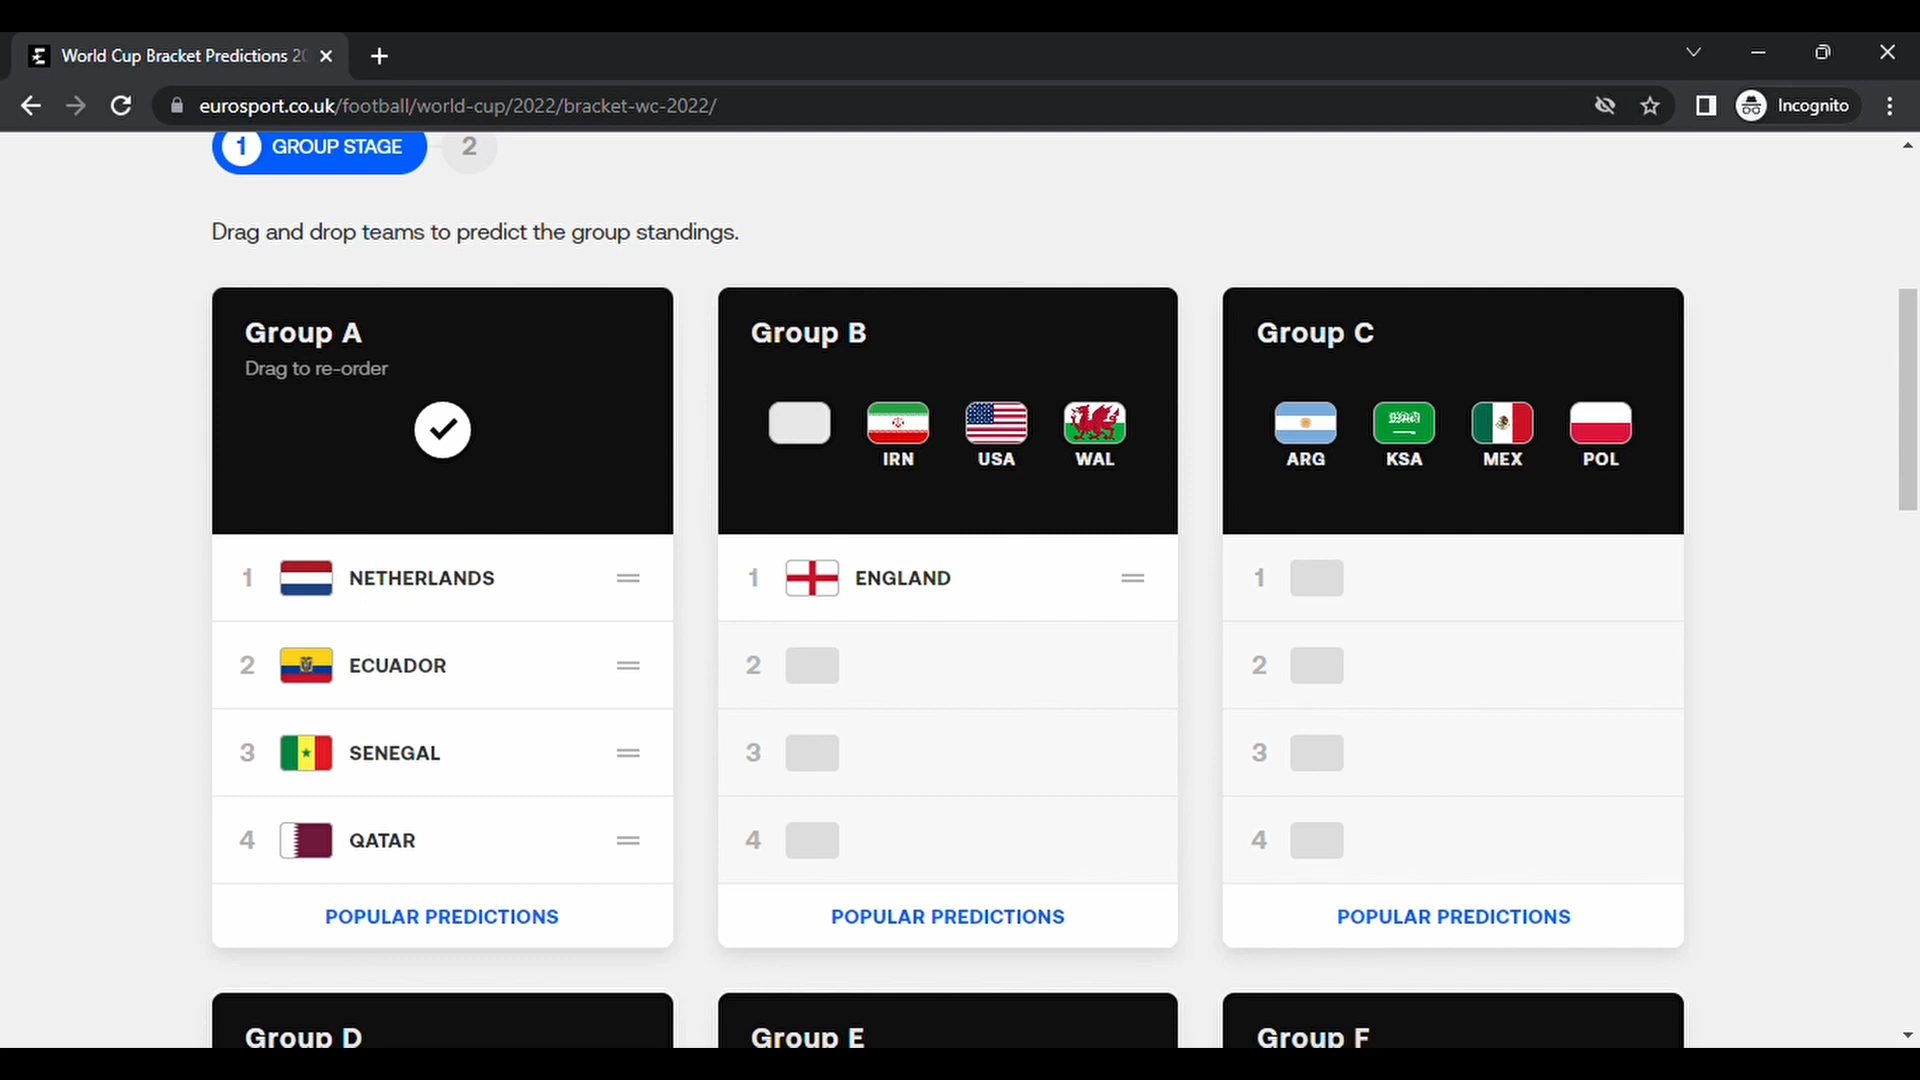 World Cup Bracket Predictions 20
eurosport.co.uk/football/world-cup/2022/bracket-wc-2022/
Incognito
1 GROUP STAGE 2
Drag and drop teams to predict the group standings.
Group A
Drag to re-order
1 NETHERLANDS
2 ECUADOR
3 SENEGAL
4 QATAR
POPULAR PREDICTIONS
Group B
IRN USA WAL
1 ENGLAND
2
3
4
POPULAR PREDICTIONS
Group C
ARG KSA MEX POL
1
2
3
4
POPULAR PREDICTIONS
Group D
Group E
Group F